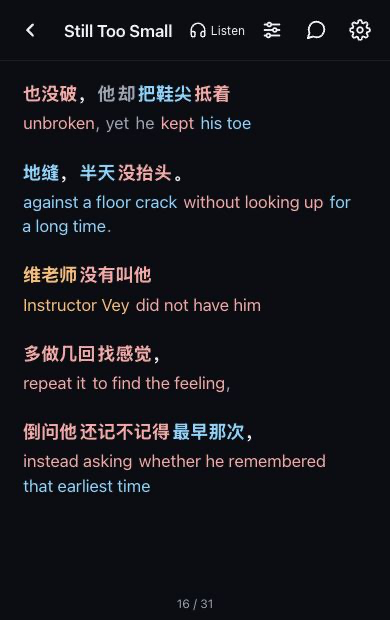 Still Too Small Listen
也没破，他却把鞋尖抵着
unbroken, yet he kept his toe
地缝，半天没抬头。
against a floor crack without looking up for
a long time.
维老师没有叫他
Instructor Vey did not have him
多做几回找感觉，
repeat it to find the feeling,
倒问他还记不记得最早那次，
instead asking whether he remembered
that earliest time
16 / 31